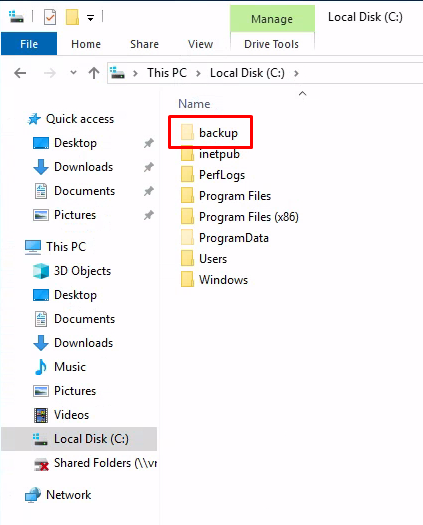 Manage
Local Disk (C:)
File
Home
Share
View
Drive Tools
This PC
Local Disk (C:)
Name
Quick access
Desktop
Downloads
Documents
Pictures
This PC
3D Objects
Desktop
Documents
Downloads
Music
Pictures
Videos
Local Disk (C:)
Shared Folders (\\vr
Network
backup
inetpub
PerfLogs
Program Files
Program Files (x86)
ProgramData
Users
Windows